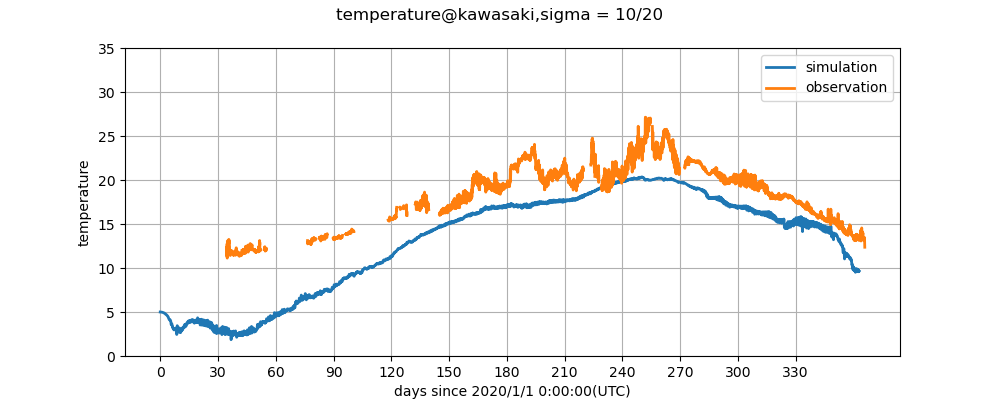 temperature@kawasaki,sigma = 10/20
35
30
25
20
15
10
5
0
temperature
simulation
observation
0 30 60 90 120 150 180 210 240 270 300 330
days since 2020/1/1 0:00:00(UTC)